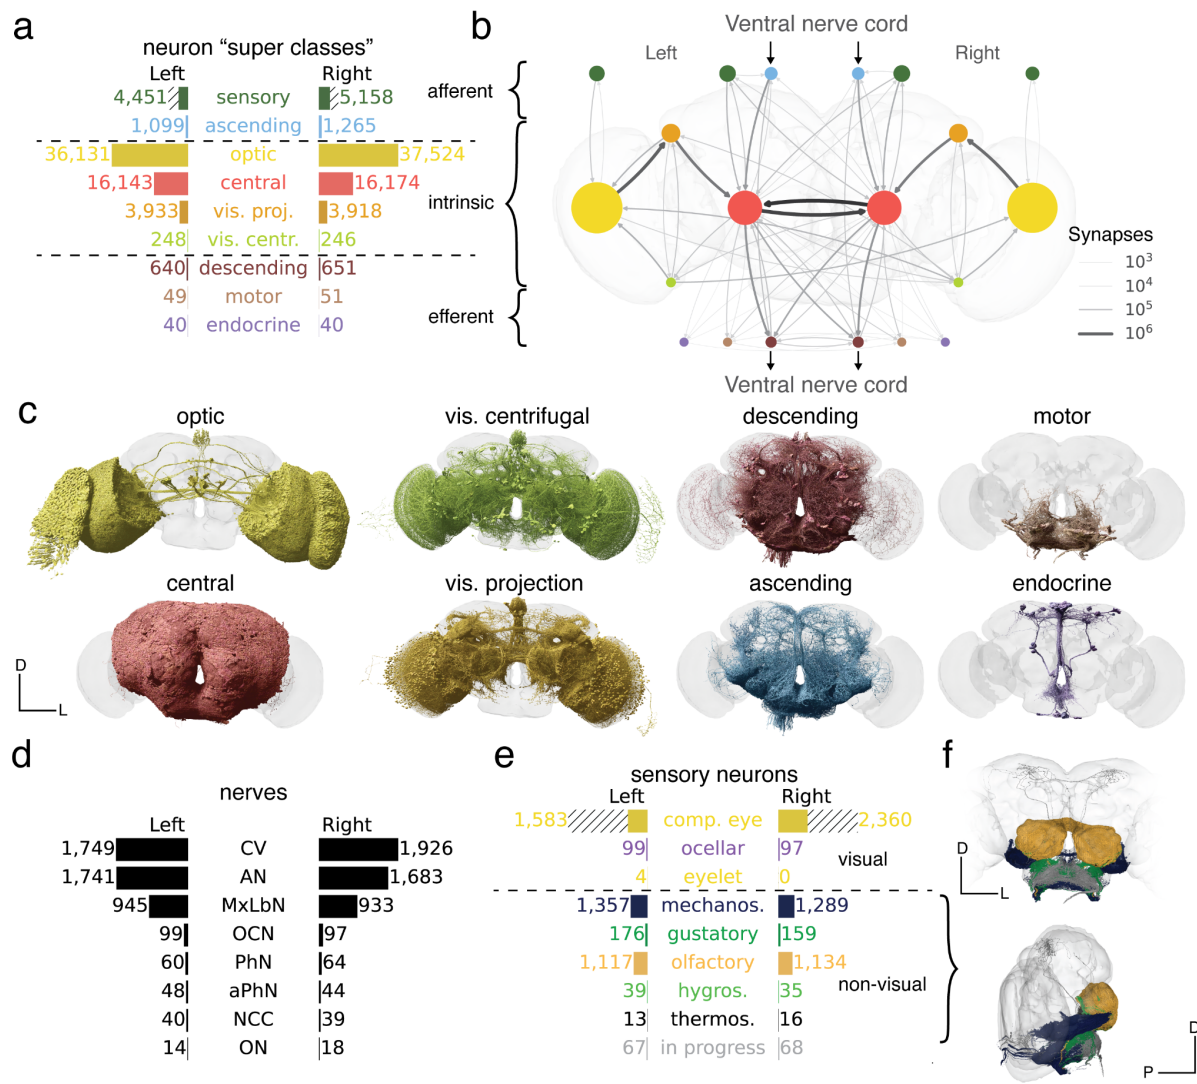 a
neuron “super classes”
Left Right
4,451 sensory 5,158
1,099 ascending 1,265
36,131 optic 37,524
16,143 central 16,174
3,933 vis. proj. 3,918
248 vis. centr. 246
640 descending 651
49 motor 51
40 endocrine 40
afferent
intrinsic
efferent
b
Ventral nerve cord
Left Right
Synapses
10³
10⁴
10⁵
10⁶
Ventral nerve cord
c
optic vis. centrifugal descending motor
central vis. projection ascending endocrine
D
L
d
nerves
Left Right
1,749 CV 1,926
1,741 AN 1,683
945 MxLbN 933
99 OCN 97
60 PhN 64
48 aPhN 44
40 NCC 39
14 ON 18
e
sensory neurons
Left Right
1,583 comp. eye 2,360
99 ocellar 97
4 eyelet 0
visual
1,357 mechanos. 1,289
176 gustatory 159
1,117 olfactory 1,134
39 hygros. 35
13 thermos. 16
67 in progress 68
non-visual
f
D
L
D
P